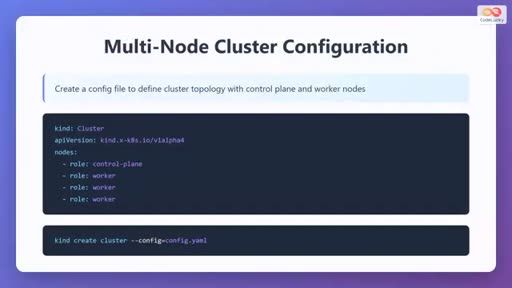 CodeLucky
Multi-Node Cluster Configuration
Create a config file to define cluster topology with control plane and worker nodes
kind: Cluster
apiVersion: kind.x-k8s.io/v1alpha4
nodes:
- role: control-plane
- role: worker
- role: worker
- role: worker
kind create cluster --config=config.yaml